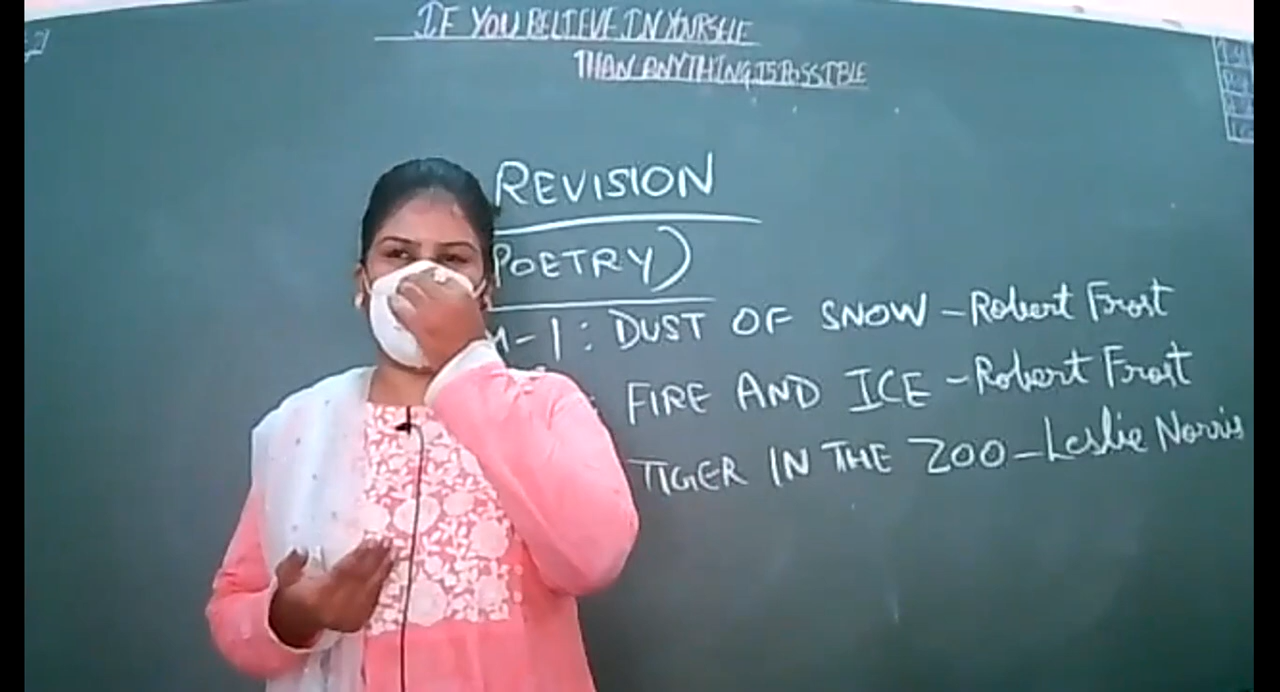 IF YOU BELIEVE IN YOURSELF
THAN ANYTHING IS POSSIBLE
REVISION
POETRY)
-1: DUST OF SNOW - Robert Frost
: FIRE AND ICE - Robert Frost
TIGER IN THE ZOO - Leslie Norris